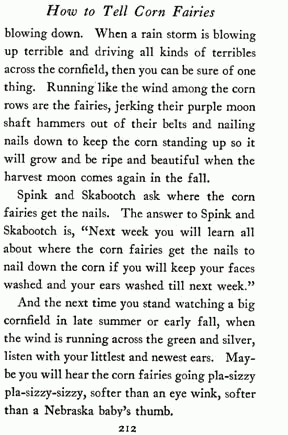 How to Tell Corn Fairies
blowing down. When a rain storm is blowing
up terrible and driving all kinds of terribles
across the cornfield, then you can be sure of one
thing. Running like the wind among the corn
rows are the fairies, jerking their purple moon
shaft hammers out of their belts and nailing
nails down to keep the corn standing up so it
will grow and be ripe and beautiful when the
harvest moon comes again in the fall.
Spink and Skabootch ask where the corn
fairies get the nails. The answer to Spink and
Skabootch is, “Next week you will learn all
about where the corn fairies get the nails to
nail down the corn if you will keep your faces
washed and your ears washed till next week.”
And the next time you stand watching a big
cornfield in late summer or early fall, when
the wind is running across the green and silver,
listen with your littlest and newest ears. May-
be you will hear the corn fairies going pla-sizzy
pla-sizzy-sizzy, softer than an eye wink, softer
than a Nebraska baby’s thumb.
212